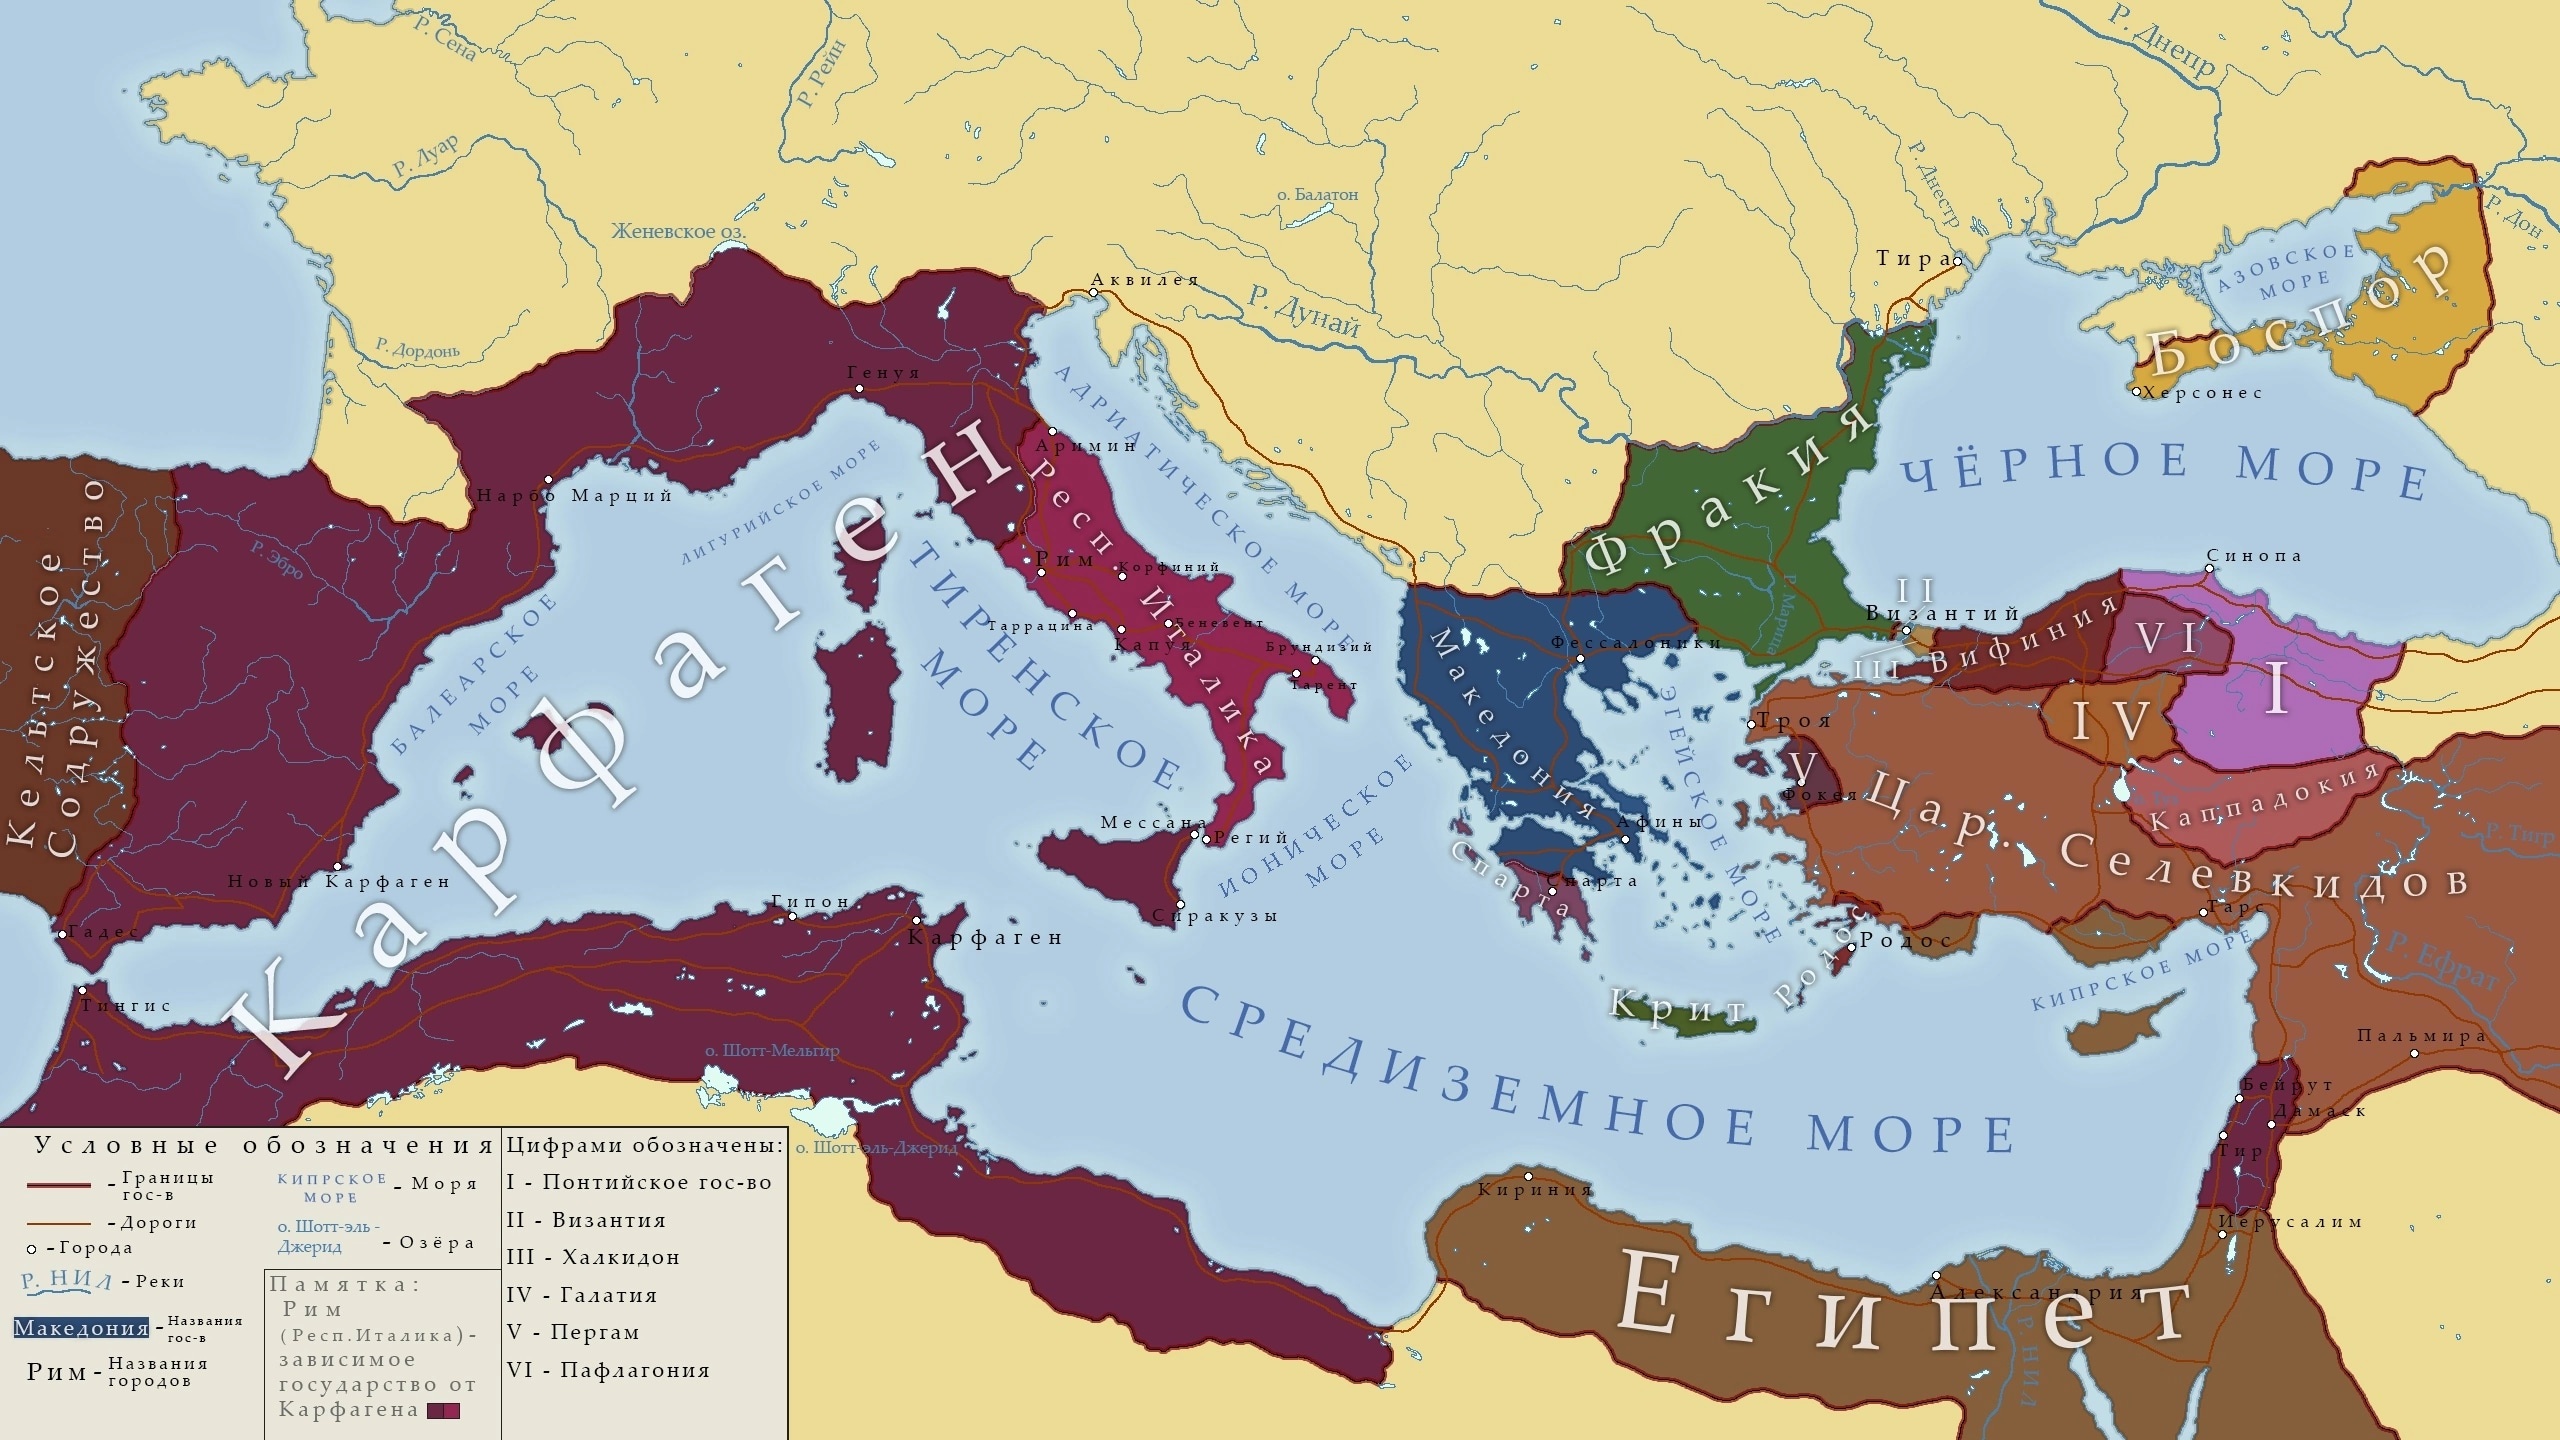 Р. Сена
Р. Рейн
Р. Днепр
Р. Луар
Р. Днестр
о. Балатон
Р. Дон
Женевское оз.
Тира
Аквилея
Р. Дунай
АЗОВСКОЕ
МОРЕ
Боспор
Р. Дордонь
Генуя
Херсонес
АДРИАТИЧЕСКОЕ МОРЕ
Аримин
ЧЁРНОЕ МОРЕ
Фракия
Нарбо Марций
ЛИГУРИЙСКОЕ МОРЕ
Карфаген
Респ Италика
Кельтское
Содружество
Р. Эбро
Рим
Корфиний
Синопа
Таррацина
Капуя
Беневент
Брундизий
Тарент
ТИРЕНСКОЕ
МОРЕ
БАЛЕАРСКОЕ
МОРЕ
Македония
Фессалоники
Р. Марица
II
Византий
III
Вифиния
VI
I
IV
Троя
V
Фокея
ЭГЕЙСКОЕ МОРЕ
Цар. Селевкидов
Каппадокия
Р. Тигр
Мессана
Регий
ИОНИЧЕСКОЕ
МОРЕ
Афины
Спарта
Спарта
Новый Карфаген
Гадес
Гипон
Карфаген
Сиракузы
Тарс
Родос
Родос
КИПРСКОЕ МОРЕ
Р. Ефрат
Тингис
Крит
СРЕДИЗЕМНОЕ МОРЕ
Пальмира
о. Шотт-Мельгир
Бейрут
Дамаск
Тир
о. Шотт-эль-Джерид
Кириния
Иерусалим
Египет
Александрия
Р. НИЛ
Условные обозначения
- Границы
гос-в
- Дороги
- Города
Р. НИЛ - Реки
Македония - Названия
гос-в
Рим - Названия
городов
КИПРСКОЕ
МОРЕ - Моря
о. Шотт-эль -
Джерид - Озёра
Памятка:
Рим
(Респ.Италика)-
зависимое
государство от
Карфагена
Цифрами обозначены:
I - Понтийское гос-во
II - Византия
III - Халкидон
IV - Галатия
V - Пергам
VI - Пафлагония